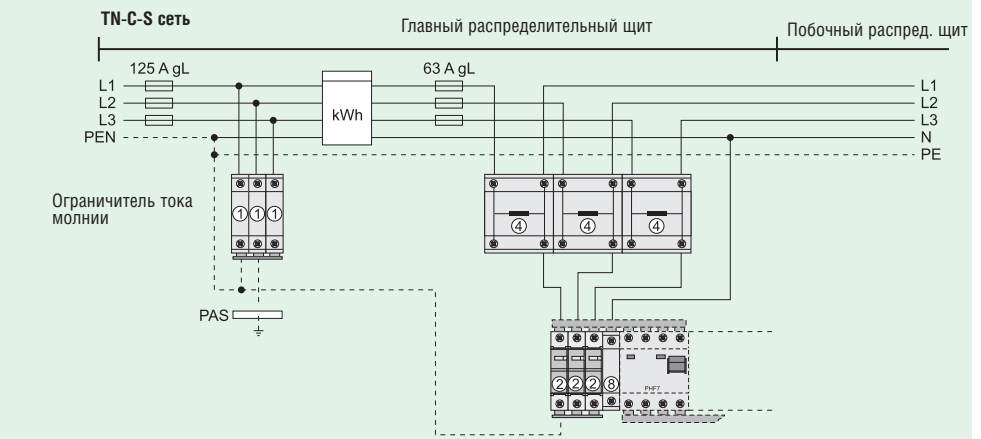 TN-C-S сеть
Главный распределительный щит
Побочный распред. щит
125 A gL
63 A gL
L1
L2
L3
PEN
kWh
L1
L2
L3
N
PE
Ограничитель тока
молнии
1 1 1
4 4 4
PAS
2 2 2 8
PHF7